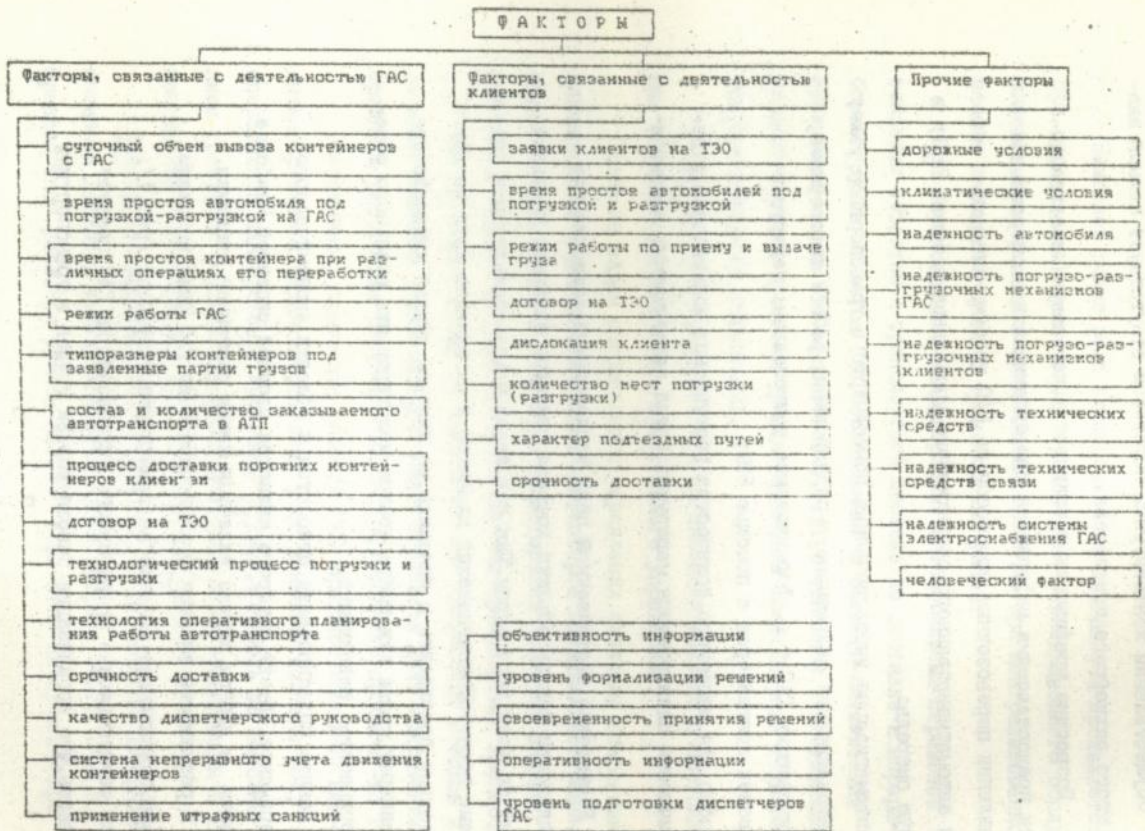 ФАКТОРЫ
Факторы, связанные с деятельностью ГАС
суточный объем вывоза контейнеров
с ГАС
время простоя автомобиля под
погрузкой-разгрузкой на ГАС
время простоя контейнера при раз-
личных операциях его переработки
режим работы ГАС
типоразмеры контейнеров под
заявленные партии грузов
состав и количество заказываемого
автотранспорта в АТП
процесс доставки порожних контей-
неров
договор на ТЭО
технологический процесс погрузки и
разгрузки
технология оперативного планирова-
ния работы автотранспорта
срочность доставки
качество диспетчерского руководства
система непрерывного учета движения
контейнеров
применение штрафных санкций
Факторы, связанные с деятельностью
клиентов
заявки клиентов на ТЭО
время простоя автомобилей под
погрузкой и разгрузкой
режим работы по приему и выдаче
груза
договор на ТЭО
дислокация клиента
количество мест погрузки
(разгрузки)
характер подъездных путей
срочность доставки
объективность информации
уровень формализации решений
своевременность принятия решений
оперативность информации
уровень подготовки диспетчеров
ГАС
Прочие факторы
дорожные условия
климатические условия
надежность автомобиля
надежность погрузо-раз-
грузочных механизмов
ГАС
надежность погрузо-раз-
грузочных механизмов
клиентов
надежность технических
средств
надежность технических
средств связи
надежность системы
электроснабжения ГАС
человеческий фактор